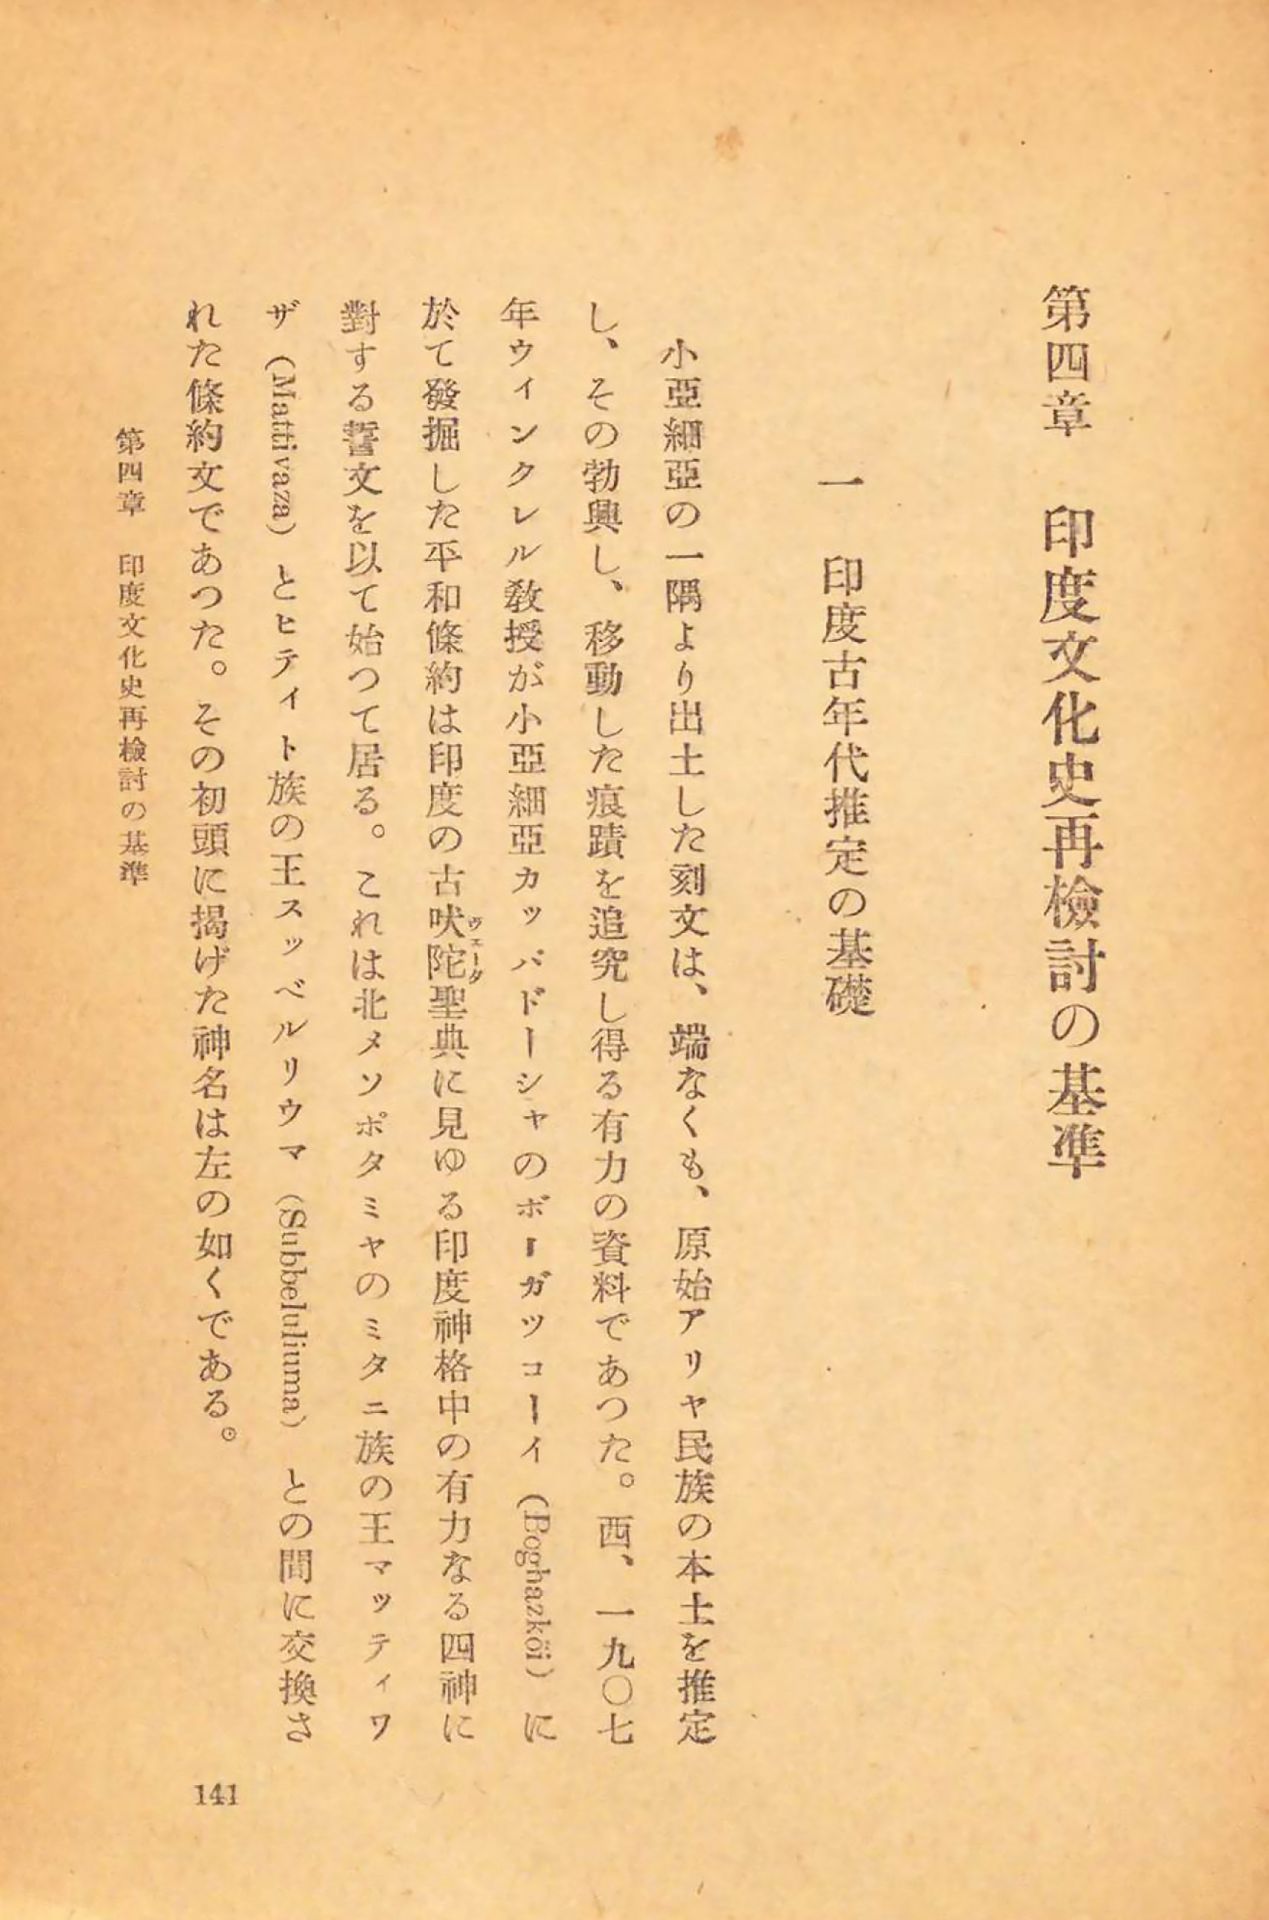 第四章　印度文化史再檢討の基準
一　印度古年代推定の基礎
小亞細亞の一隅より出土した刻文は、端なくも、原始アリヤ民族の本土を推定
し、その勃興し、移動した痕蹟を追究し得る有力の資料であつた。西、一九〇七
年ウィンクレル敎授が小亞細亞カッパドーシャのボーガツコーイ（Boghazköi）に
於て發掘した平和條約は印度の古吠陀聖典に見ゆる印度神格中の有力なる四神に
ヴェーダ
對する誓文を以て始つて居る。これは北メソポタミヤのミタニ族の王マッティワ
ザ（Mattivaza）とヒティト族の王スッベルリウマ（Subbeluliuma）との間に交換さ
れた條約文であつた。その初頭に揭げた神名は左の如くである。
第四章　印度文化史再檢討の基準
141